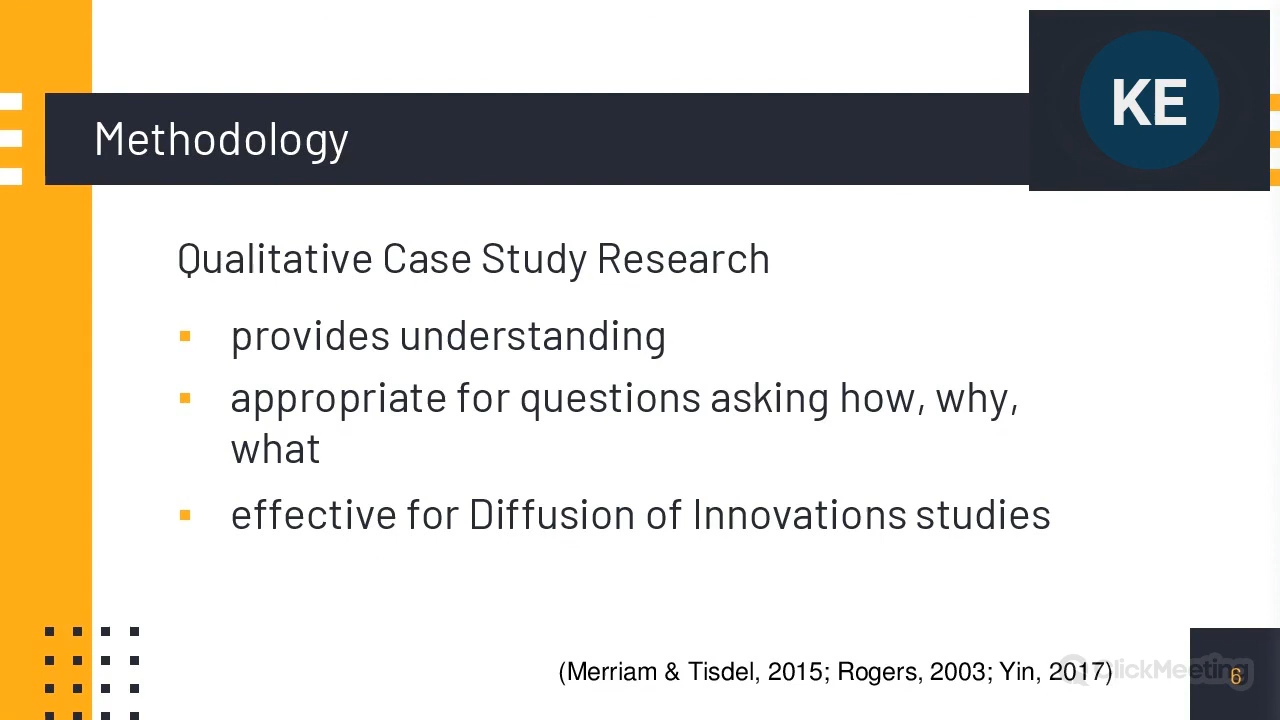 KE
Methodology
Qualitative Case Study Research
▪ provides understanding
▪ appropriate for questions asking how, why,
what
▪ effective for Diffusion of Innovations studies
(Merriam & Tisdel, 2015; Rogers, 2003; Yin, 2017)
ClickMeeting
6